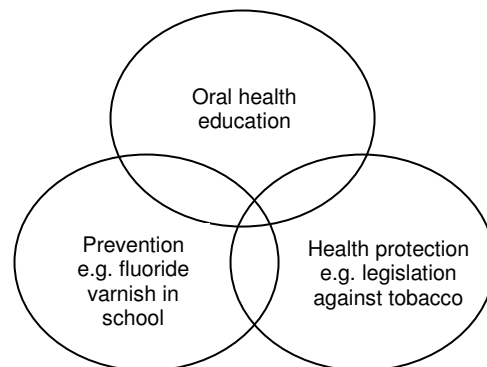 Oral health
education
Prevention
e.g. fluoride
varnish in
school
Health protection
e.g. legislation
against tobacco